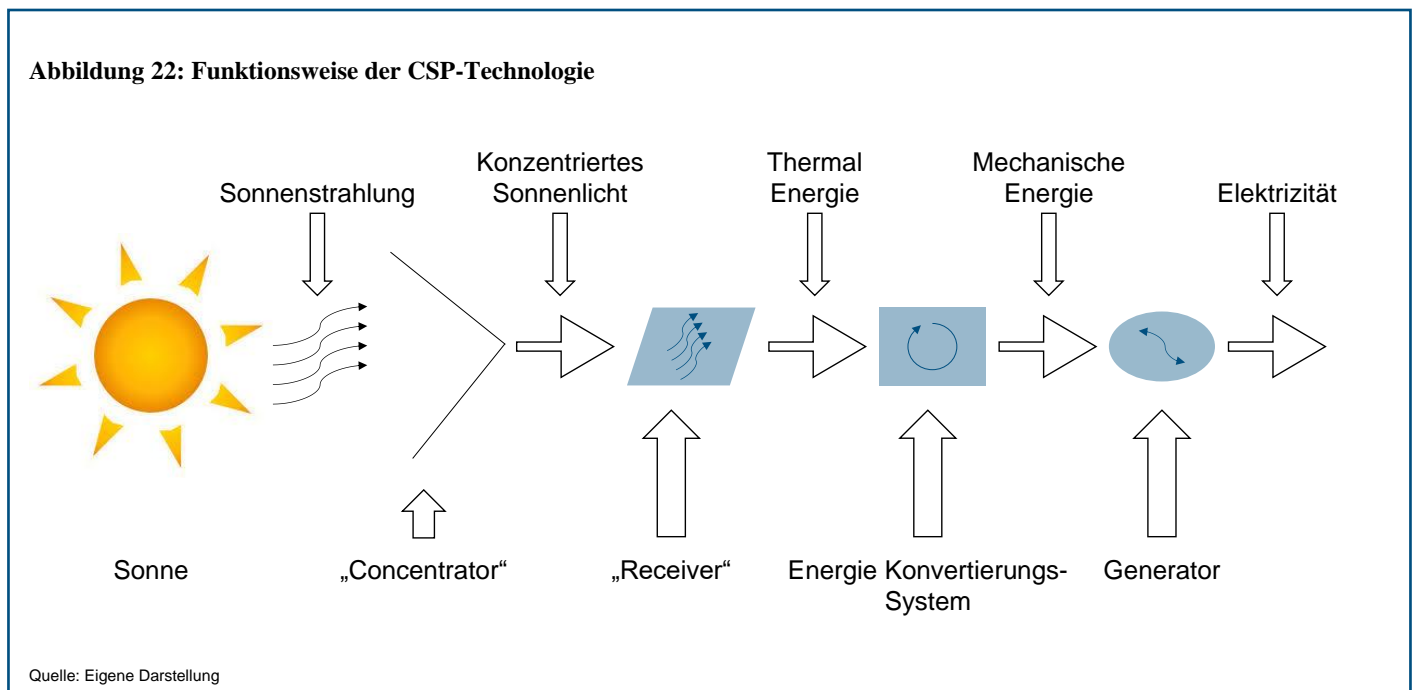 Abbildung 22: Funktionsweise der CSP-Technologie
Konzentriertes
Sonnenlicht
Thermal
Energie
Mechanische
Energie
Sonnenstrahlung
Elektrizität
Sonne
„Concentrator“
„Receiver“
Energie Konvertierungs-
System
Generator
Quelle: Eigene Darstellung